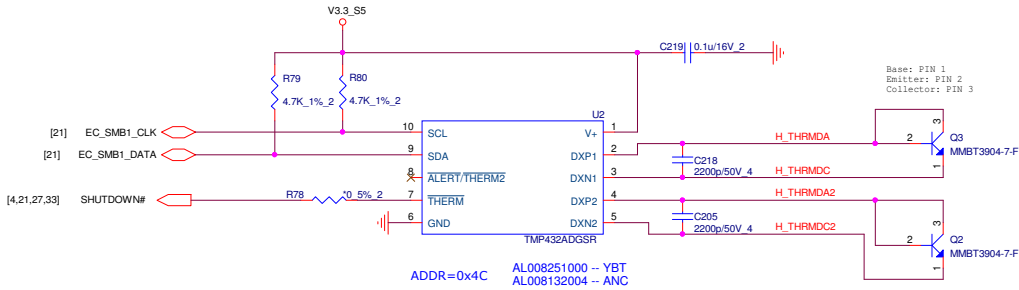 V3.3_S5
C219 0.1u/16V_2
Base: PIN 1
Emitter: PIN 2
Collector: PIN 3
R79
4.7K_1%_2
R80
4.7K_1%_2
U2
[21] EC_SMB1_CLK 10 SCL V+ 1
[21] EC_SMB1_DATA 9 SDA DXP1 2
H_THRMDA
2 3 1 Q3
MMBT3904-7-F
C218
2200p/50V_4
8 ALERT/THERM2 DXN1 3
H_THRMDC
[4,21,27,33] SHUTDOWN# R78 *0_5%_2 7 THERM DXP2 4
H_THRMDA2
6 GND DXN2 5
C205
2200p/50V_4
H_THRMDC2
2 3 1 Q2
MMBT3904-7-F
TMP432ADGSR
ADDR=0x4C
AL008251000 -- YBT
AL008132004 -- ANC